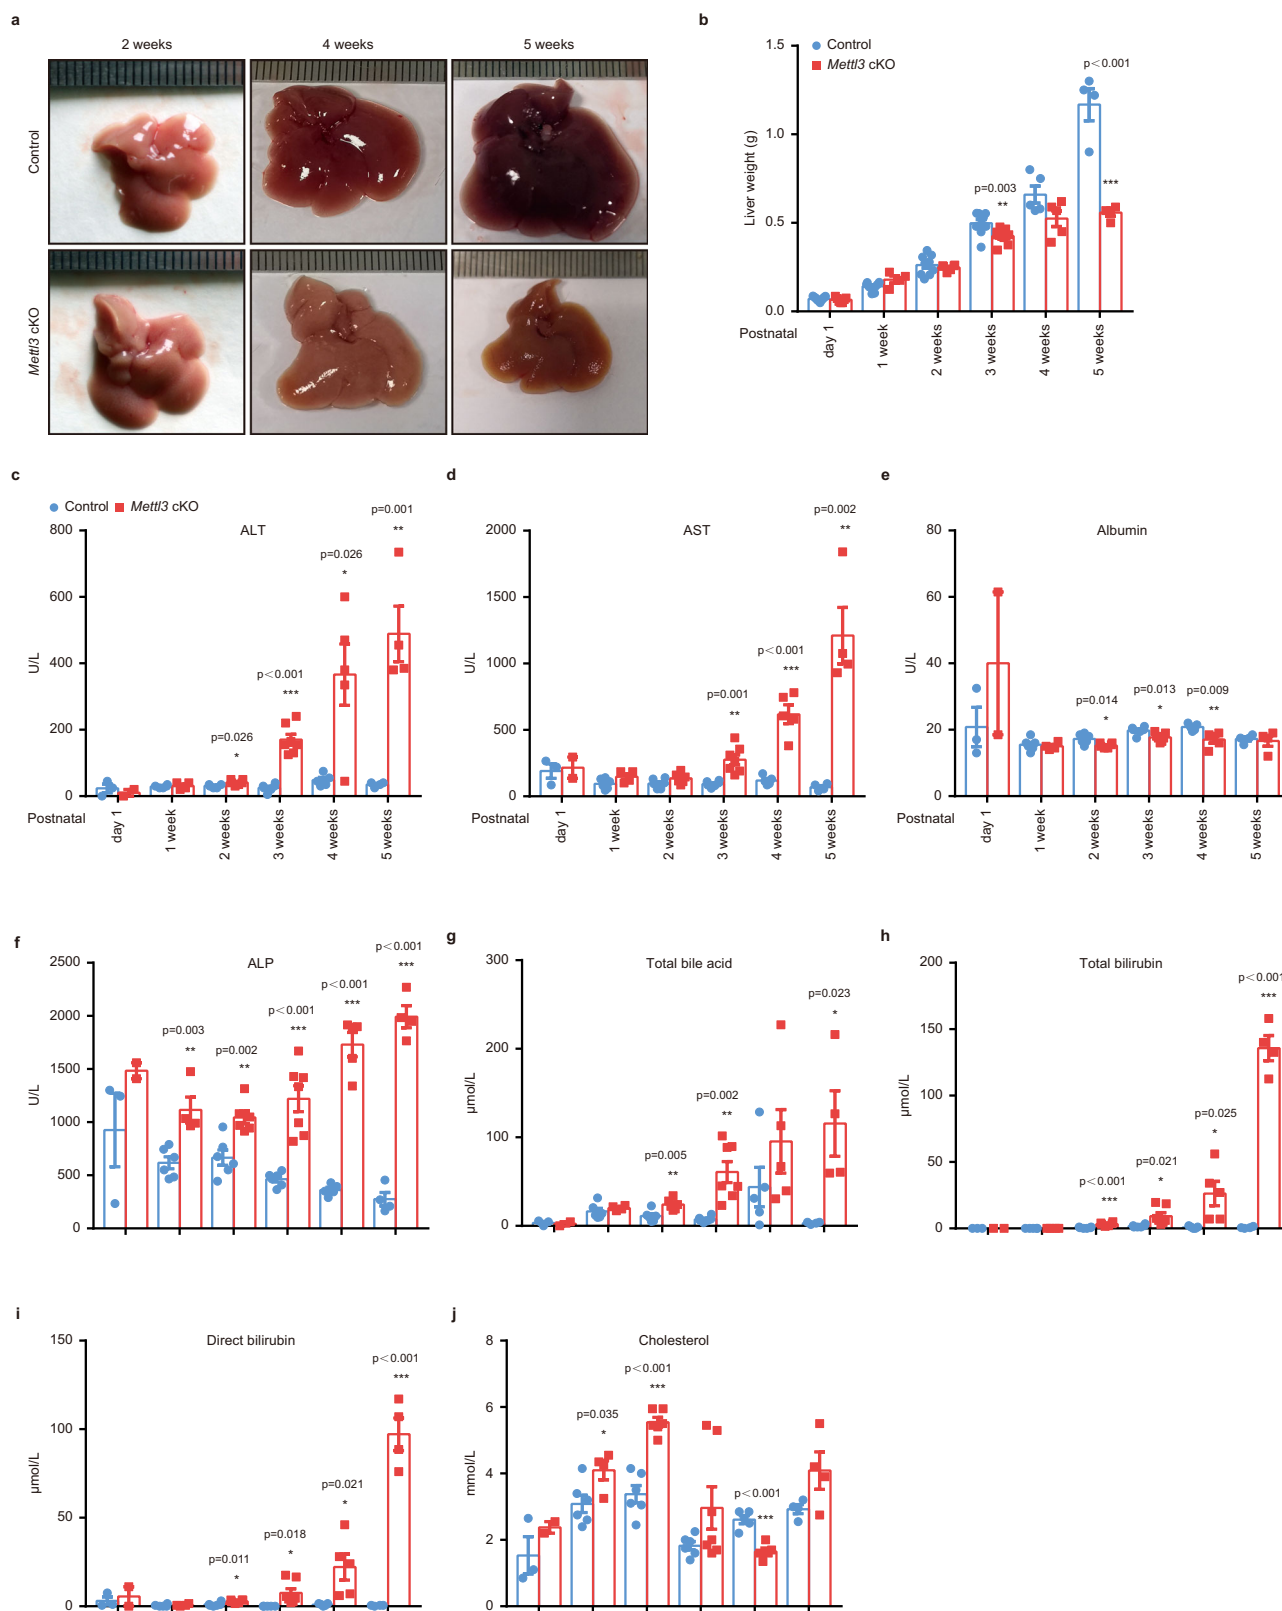 a
2 weeks
4 weeks
5 weeks
Control
Mettl3 cKO
b
Control
Mettl3 cKO
1.5
1.0
0.5
0.0
Liver weight (g)
p=0.003
**
p<0.001
***
Postnatal
day 1
1 week
2 weeks
3 weeks
4 weeks
5 weeks
c
Control
Mettl3 cKO
ALT
800
600
400
200
0
U/L
p=0.026
*
p<0.001
***
p=0.026
*
p=0.001
**
Postnatal
day 1
1 week
2 weeks
3 weeks
4 weeks
5 weeks
d
AST
2000
1500
1000
500
0
U/L
p=0.001
**
p<0.001
***
p=0.002
**
Postnatal
day 1
1 week
2 weeks
3 weeks
4 weeks
5 weeks
e
Albumin
80
60
40
20
0
U/L
p=0.014
*
p=0.013
*
p=0.009
**
Postnatal
day 1
1 week
2 weeks
3 weeks
4 weeks
5 weeks
f
ALP
2500
2000
1500
1000
500
0
U/L
p=0.003
**
p=0.002
**
p<0.001
***
p<0.001
***
p<0.001
***
g
Total bile acid
300
200
100
0
µmol/L
p=0.005
**
p=0.002
**
p=0.023
*
h
Total bilirubin
200
150
100
50
0
µmol/L
p<0.001
***
p=0.021
*
p=0.025
*
p<0.001
***
i
Direct bilirubin
150
100
50
0
µmol/L
p=0.011
*
p=0.018
*
p=0.021
*
p<0.001
***
j
Cholesterol
8
6
4
2
0
mmol/L
p=0.035
*
p<0.001
***
p<0.001
***